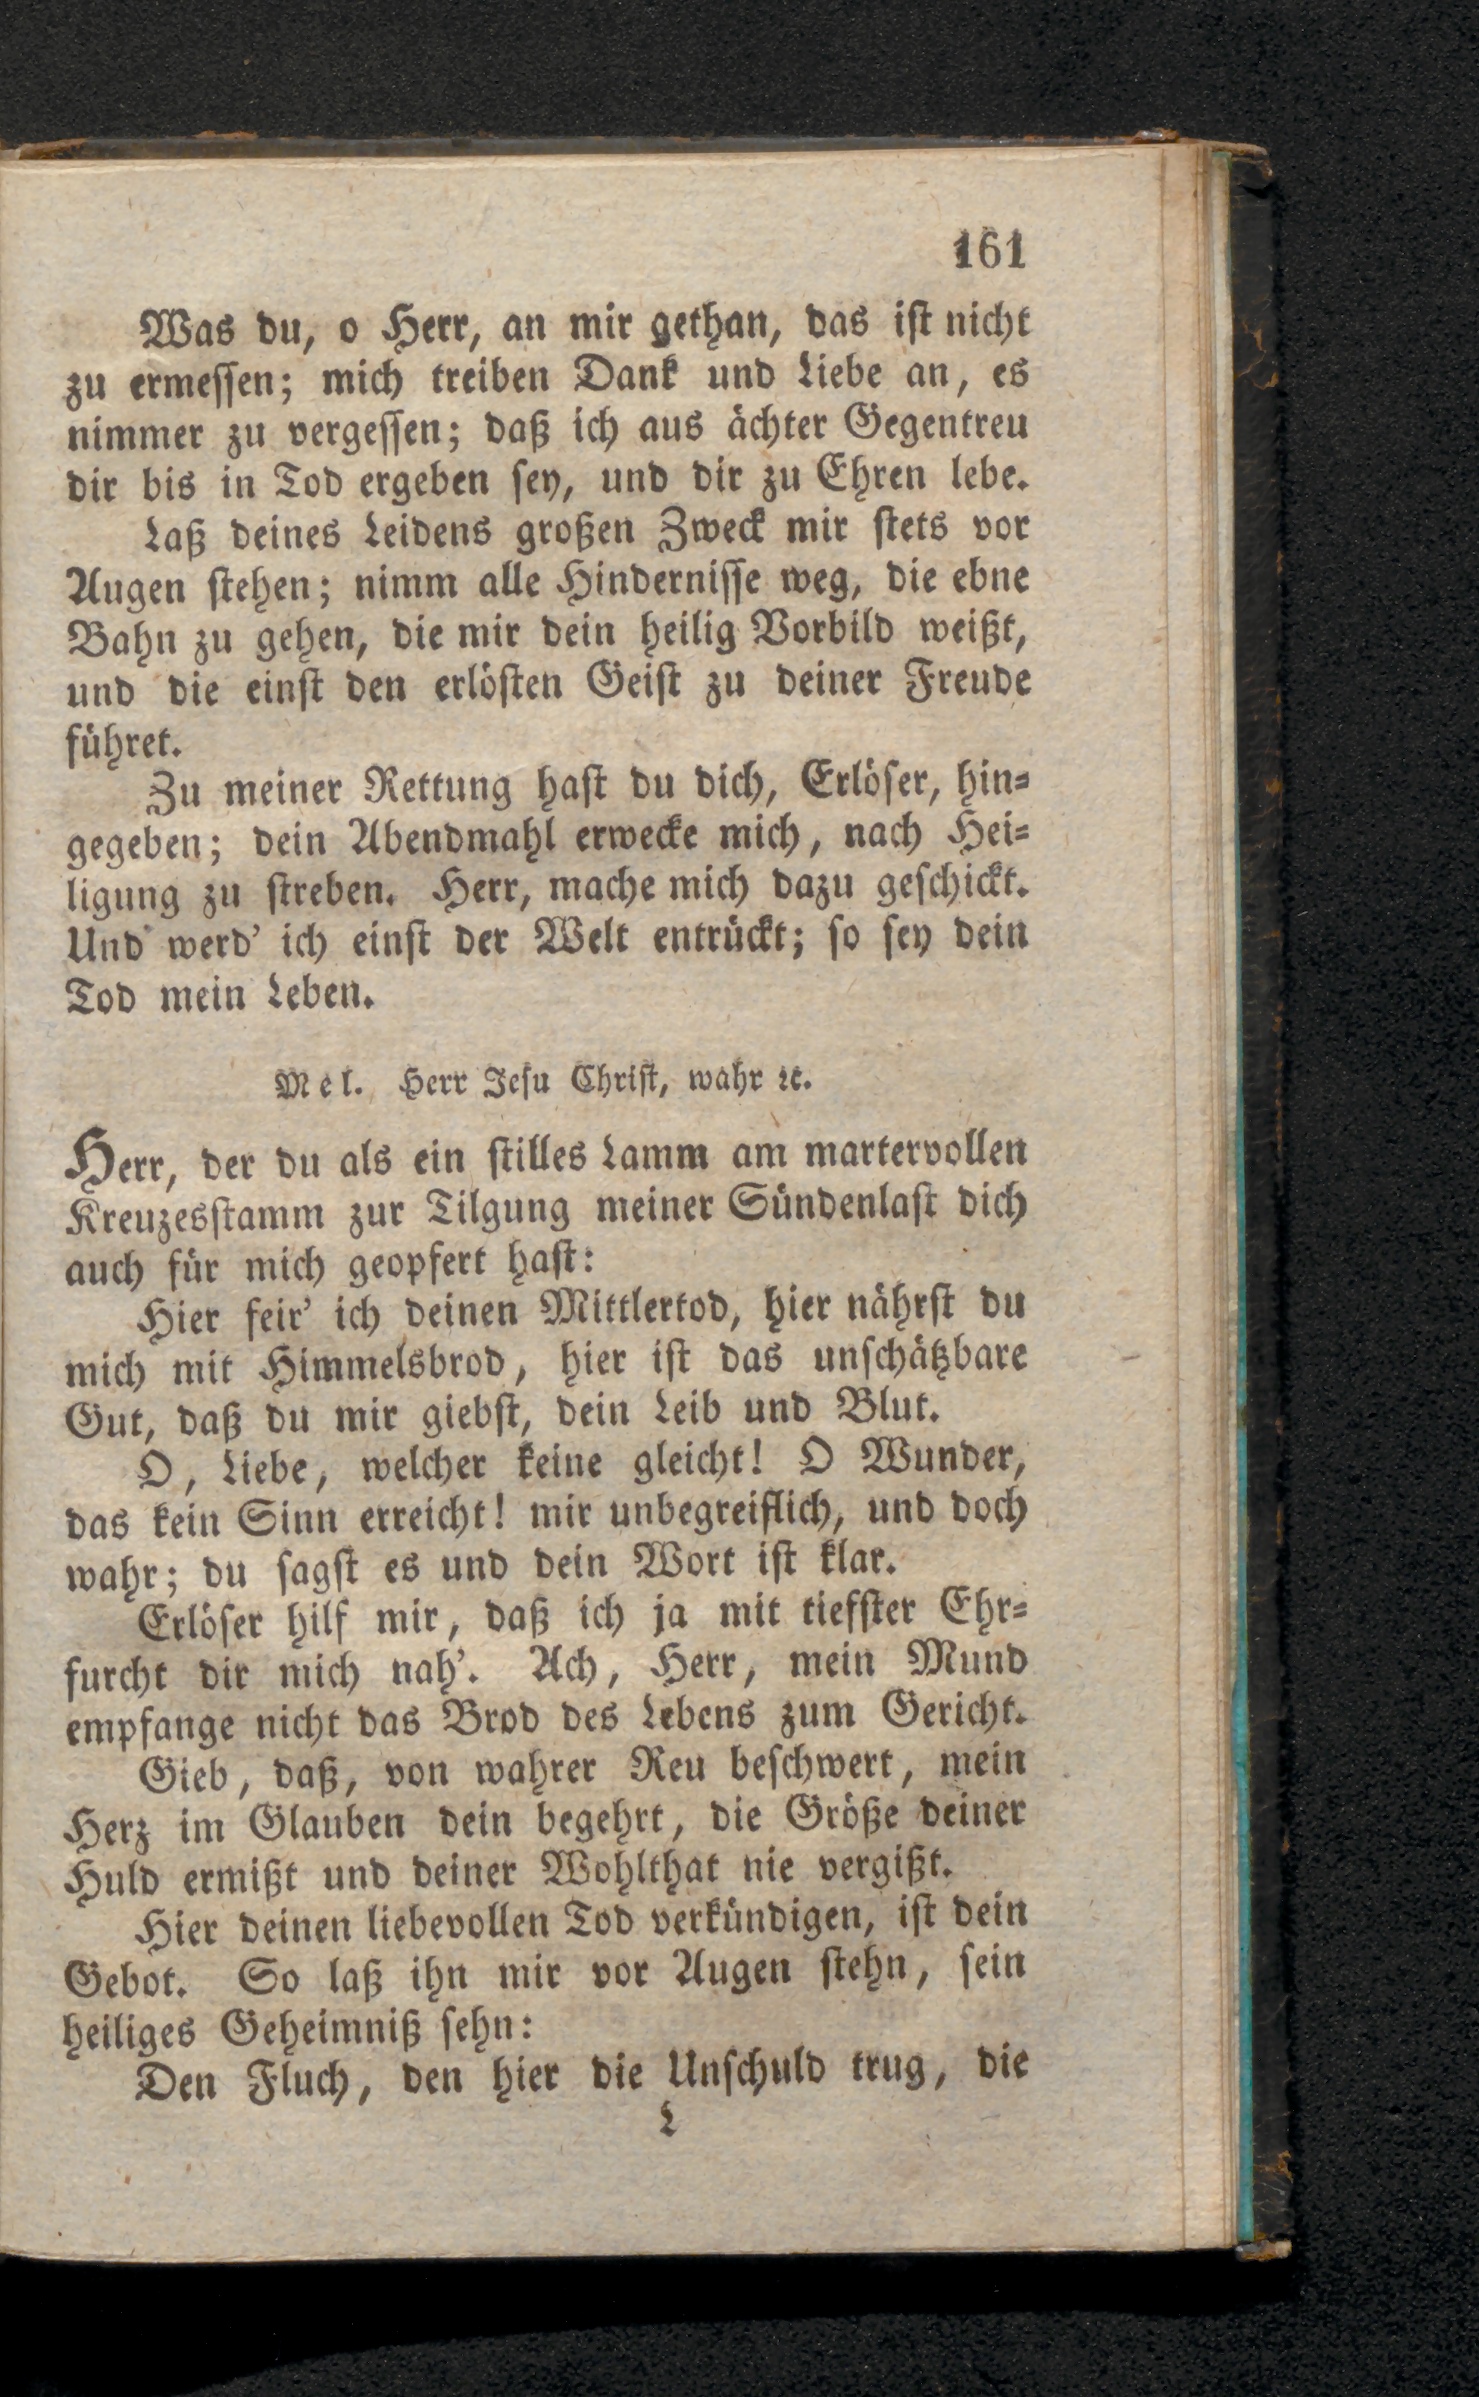 161
Was du, o Herr, an mir gethan, das ist nicht
zu ermessen; mich treiben Dank und Liebe an, es
nimmer zu vergessen; daß ich aus ächter Gegentreu
dir bis in Tod ergeben sey, und dir zu Ehren lebe.
Laß deines Leidens großen Zweck mir stets vor
Augen stehen; nimm alle Hindernisse weg, die ebne
Bahn zu gehen, die mir dein heilig Vorbild weißt,
und die einst den erlösten Geist zu deiner Freude
führet.
Zu meiner Rettung hast du dich, Erlöser, hin-
gegeben; dein Abendmahl erwecke mich, nach Hei-
ligung zu streben. Herr, mache mich dazu geschickt.
Und werd' ich einst der Welt entrückt; so sey dein
Tod mein Leben.
Mel. Herr Jesu Christ, wahr ꝛc.
Herr, der du als ein stilles Lamm am martervollen
Kreuzesstamm zur Tilgung meiner Sündenlast dich
auch für mich geopfert hast:
Hier feir' ich deinen Mittlertod, hier nährst du
mich mit Himmelsbrod, hier ist das unschätzbare
Gut, daß du mir giebst, dein Leib und Blut.
O, Liebe, welcher keine gleicht! O Wunder,
das kein Sinn erreicht! mir unbegreiflich, und doch
wahr; du sagst es und dein Wort ist klar.
Erlöser hilf mir, daß ich ja mit tiefster Ehr-
furcht dir mich nah'. Ach, Herr, mein Mund
empfange nicht das Brod des Lebens zum Gericht.
Gieb, daß, von wahrer Reu beschwert, mein
Herz im Glauben dein begehrt, die Größe deiner
Huld ermißt und deiner Wohlthat nie vergißt.
Hier deinen liebevollen Tod verkündigen, ist dein
Gebot. So laß ihn mir vor Augen stehn, sein
heiliges Geheimniß sehn:
Den Fluch, den hier die Unschuld trug, die
L